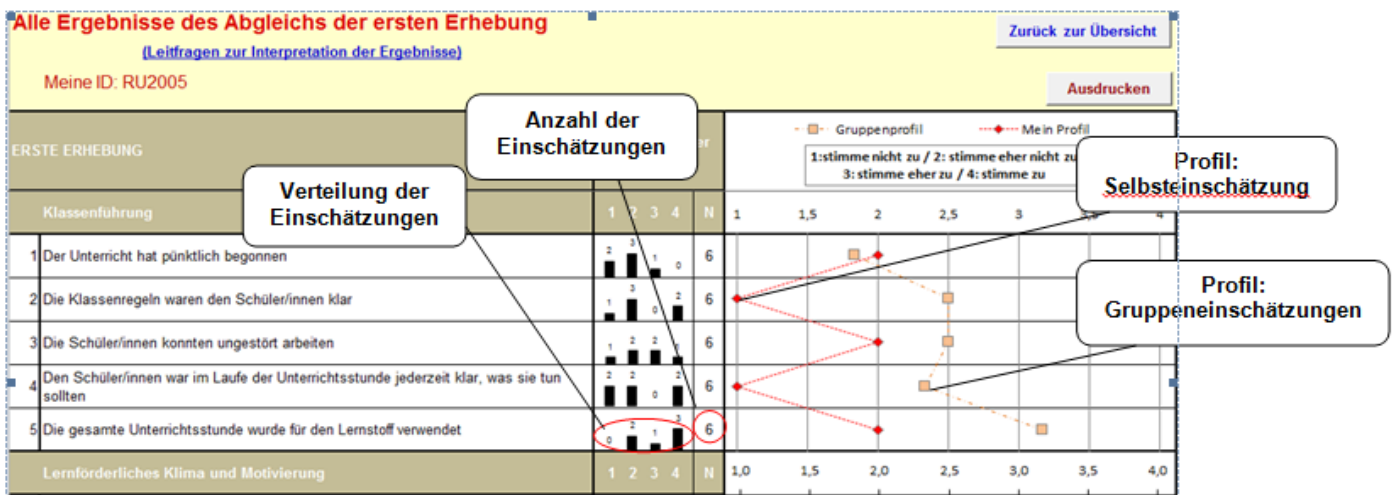 Alle Ergebnisse des Abgleichs der ersten Erhebung
(Leitfragen zur Interpretation der Ergebnisse)
Meine ID: RU2005
Zurück zur Übersicht
Ausdrucken
ERSTE ERHEBUNG
Anzahl der
Einschätzungen
er
Gruppenprofil Mein Profil
1:stimme nicht zu / 2: stimme eher nicht zu
3: stimme eher zu / 4: stimme zu
Profil:
Selbsteinschätzung
Verteilung der
Einschätzungen
Klassenführung 1 2 3 4 N 1 1,5 2 2,5 3 3,5 4
1 Der Unterricht hat pünktlich begonnen 2 3 1 0 6
2 Die Klassenregeln waren den Schüler/innen klar 1 3 0 2 6
Profil:
Gruppeneinschätzungen
3 Die Schüler/innen konnten ungestört arbeiten 1 2 2 1 6
4 Den Schüler/innen war im Laufe der Unterrichtsstunde jederzeit klar, was sie tun
sollten 2 2 0 2 6
5 Die gesamte Unterrichtsstunde wurde für den Lernstoff verwendet 0 2 1 3 6
Lernförderliches Klima und Motivierung 1 2 3 4 N 1,0 1,5 2,0 2,5 3,0 3,5 4,0